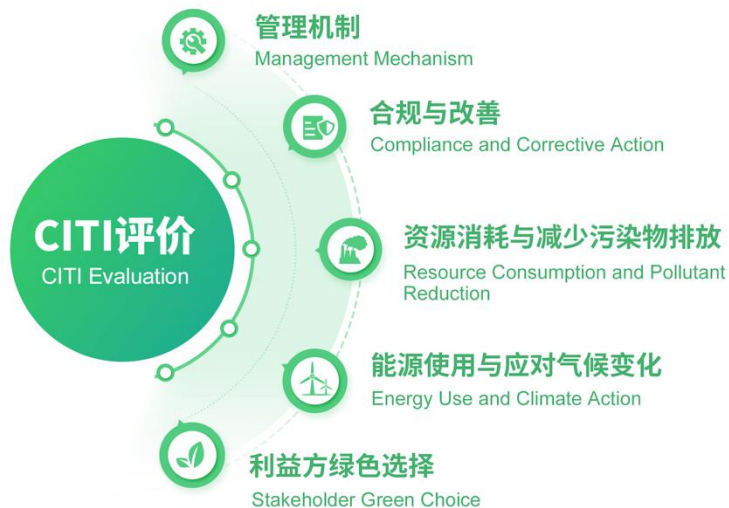 管理机制
Management Mechanism
合规与改善
Compliance and Corrective Action
CITI评价
CITI Evaluation
资源消耗与减少污染物排放
Resource Consumption and Pollutant
Reduction
能源使用与应对气候变化
Energy Use and Climate Action
利益方绿色选择
Stakeholder Green Choice